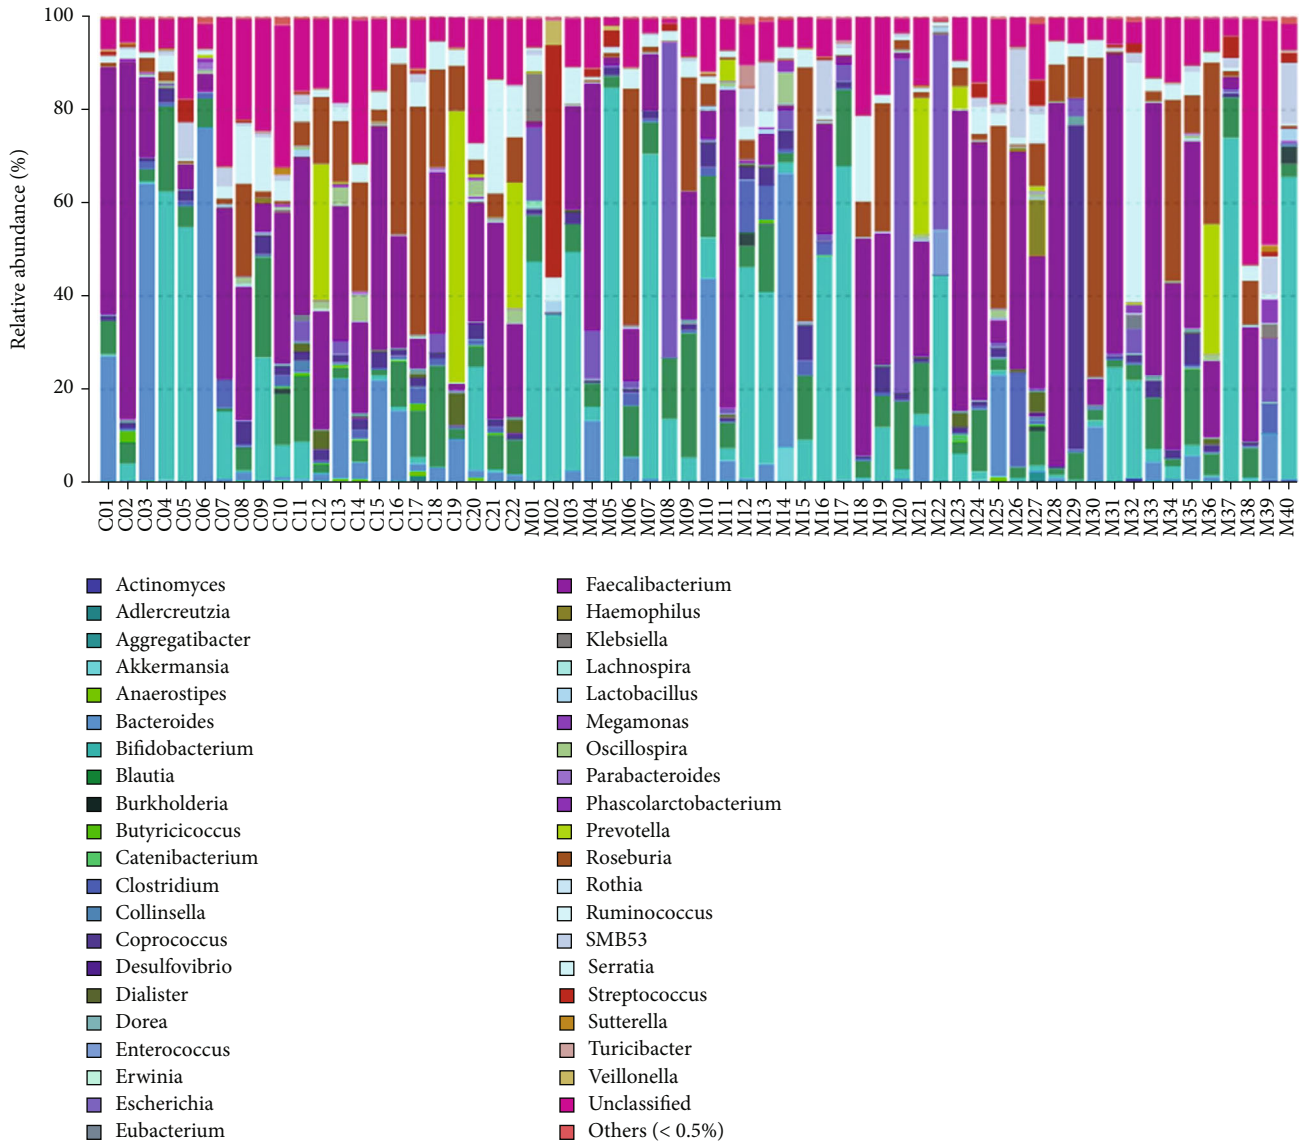 Relative abundance (%)
100
80
60
40
20
0
C01 C02 C03 C04 C05 C06 C07 C08 C09 C10 C11 C12 C13 C14 C15 C16 C17 C18 C19 C20 C21 C22 M01 M02 M03 M04 M05 M06 M07 M08 M09 M10 M11 M12 M13 M14 M15 M16 M17 M18 M19 M20 M21 M22 M23 M24 M25 M26 M27 M28 M29 M30 M31 M32 M33 M34 M35 M36 M37 M38 M39 M40
Actinomyces
Adlercreutzia
Aggregatibacter
Akkermansia
Anaerostipes
Bacteroides
Bifidobacterium
Blautia
Burkholderia
Butyricicoccus
Catenibacterium
Clostridium
Collinsella
Coprococcus
Desulfovibrio
Dialister
Dorea
Enterococcus
Erwinia
Escherichia
Eubacterium
Faecalibacterium
Haemophilus
Klebsiella
Lachnospira
Lactobacillus
Megamonas
Oscillospira
Parabacteroides
Phascolarctobacterium
Prevotella
Roseburia
Rothia
Ruminococcus
SMB53
Serratia
Streptococcus
Sutterella
Turicibacter
Veillonella
Unclassified
Others (< 0.5%)